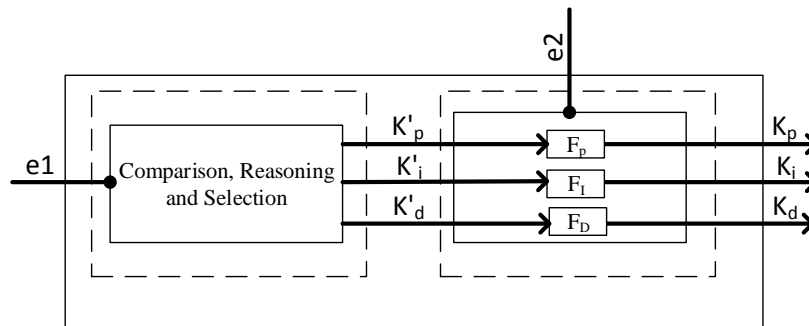 e2
e1
Comparison, Reasoning
and Selection
K'p
K'i
K'd
Fp
FI
FD
Kp
Ki
Kd